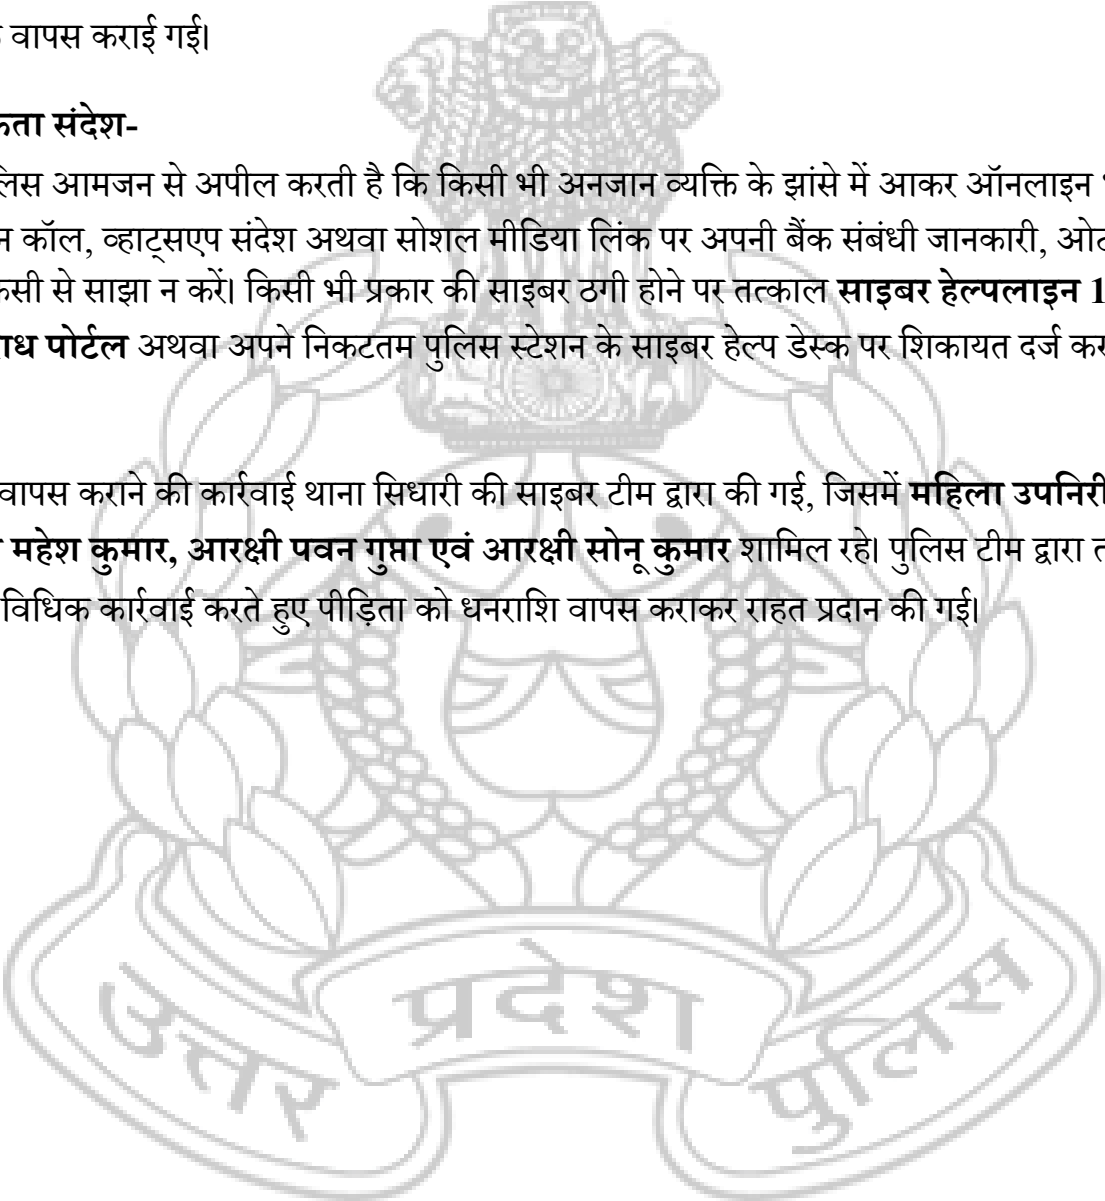 वापस कराई गई।
संदेश-
आमजन से अपील करती है कि किसी भी अनजान व्यक्ति के झांसे में आकर ऑनलाइन
कॉल, व्हाट्सएप संदेश अथवा सोशल मीडिया लिंक पर अपनी बैंक संबंधी जानकारी,
से साझा न करें। किसी भी प्रकार की साइबर ठगी होने पर तत्काल साइबर हेल्पलाइन 1
पोर्टल अथवा अपने निकटतम पुलिस स्टेशन के साइबर हेल्प डेस्क पर शिकायत दर्ज
वापस कराने की कार्रवाई थाना सिधारी की साइबर टीम द्वारा की गई, जिसमें महिला
महेश कुमार, आरक्षी पवन गुप्ता एवं आरक्षी सोनू कुमार शामिल रहे। पुलिस टीम द्वारा
विधिक कार्रवाई करते हुए पीड़िता को धनराशि वापस कराकर राहत प्रदान की गई।
उत्तर प्रदेश पुलिस